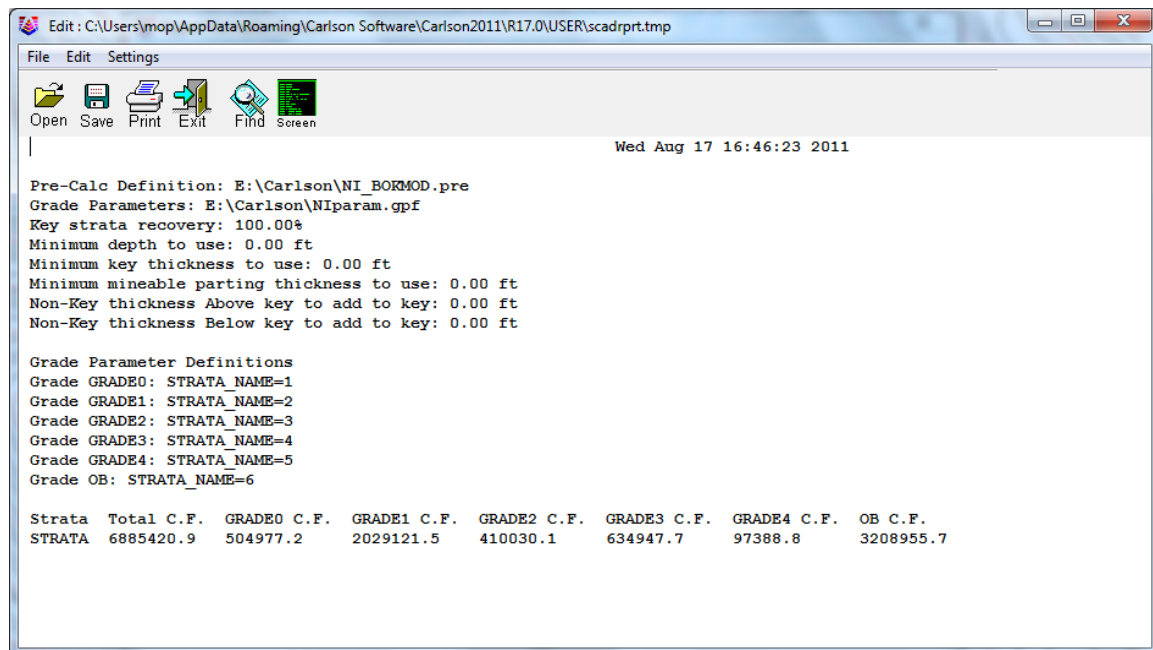 Edit : C:\Users\mop\AppData\Roaming\Carlson Software\Carlson2011\R17.0\USER\scadrprt.tmp
File Edit Settings
Open Save Print Exit Find Screen
Wed Aug 17 16:46:23 2011
Pre-Calc Definition: E:\Carlson\NI_BOKMOD.pre
Grade Parameters: E:\Carlson\NIparam.gpf
Key strata recovery: 100.00%
Minimum depth to use: 0.00 ft
Minimum key thickness to use: 0.00 ft
Minimum mineable parting thickness to use: 0.00 ft
Non-Key thickness Above key to add to key: 0.00 ft
Non-Key thickness Below key to add to key: 0.00 ft
Grade Parameter Definitions
Grade GRADE0: STRATA_NAME=1
Grade GRADE1: STRATA_NAME=2
Grade GRADE2: STRATA_NAME=3
Grade GRADE3: STRATA_NAME=4
Grade GRADE4: STRATA_NAME=5
Grade OB: STRATA_NAME=6
Strata Total C.F. GRADE0 C.F. GRADE1 C.F. GRADE2 C.F. GRADE3 C.F. GRADE4 C.F. OB C.F.
STRATA 6885420.9 504977.2 2029121.5 410030.1 634947.7 97388.8 3208955.7